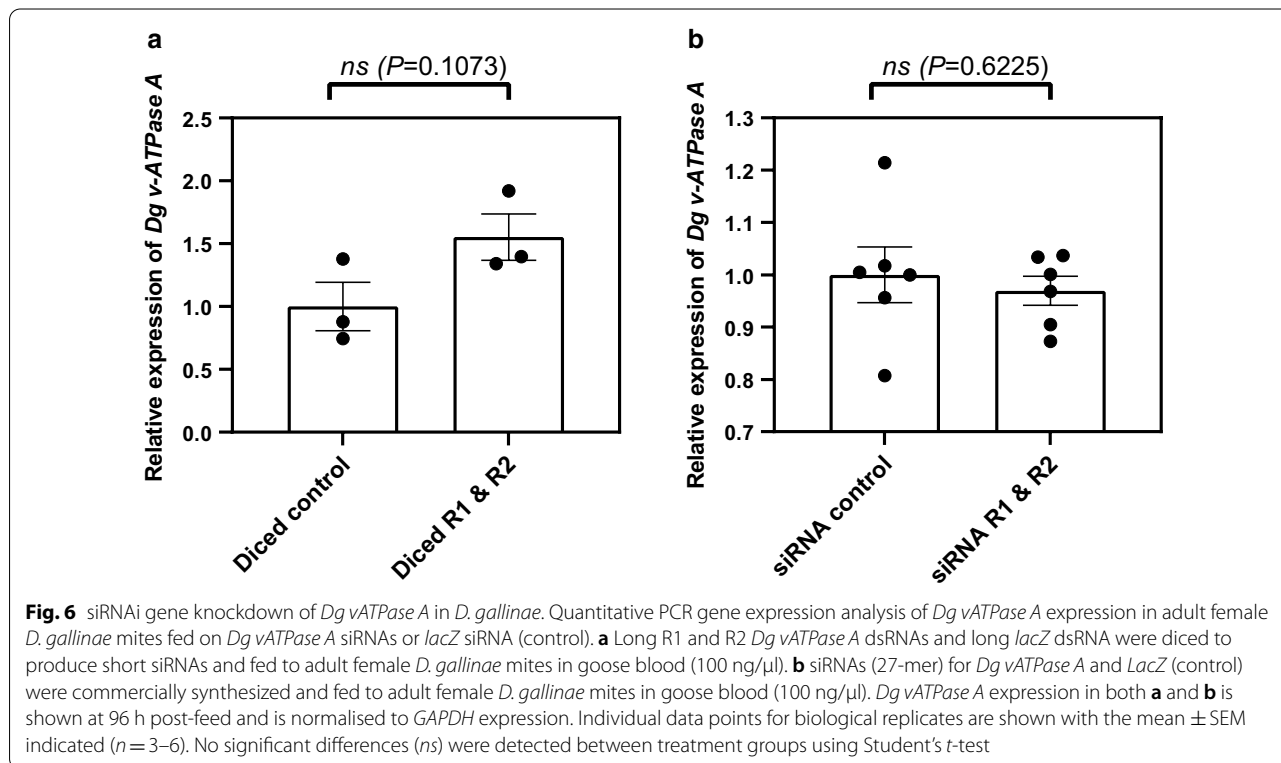 a
ns (P=0.1073)
Relative expression of Dg v-ATPase A
2.5
2.0
1.5
1.0
0.5
0.0
Diced control
Diced R1 & R2
b
ns (P=0.6225)
Relative expression of Dg v-ATPase A
1.3
1.2
1.1
1.0
0.9
0.8
0.7
siRNA control
siRNA R1 & R2
Fig. 6 siRNAi gene knockdown of Dg vATPase A in D. gallinae. Quantitative PCR gene expression analysis of Dg vATPase A expression in adult female
D. gallinae mites fed on Dg vATPase A siRNAs or lacZ siRNA (control). a Long R1 and R2 Dg vATPase A dsRNAs and long lacZ dsRNA were diced to
produce short siRNAs and fed to adult female D. gallinae mites in goose blood (100 ng/µl). b siRNAs (27-mer) for Dg vATPase A and LacZ (control)
were commercially synthesized and fed to adult female D. gallinae mites in goose blood (100 ng/µl). Dg vATPase A expression in both a and b is
shown at 96 h post-feed and is normalised to GAPDH expression. Individual data points for biological replicates are shown with the mean ± SEM
indicated (n = 3–6). No significant differences (ns) were detected between treatment groups using Student's t-test